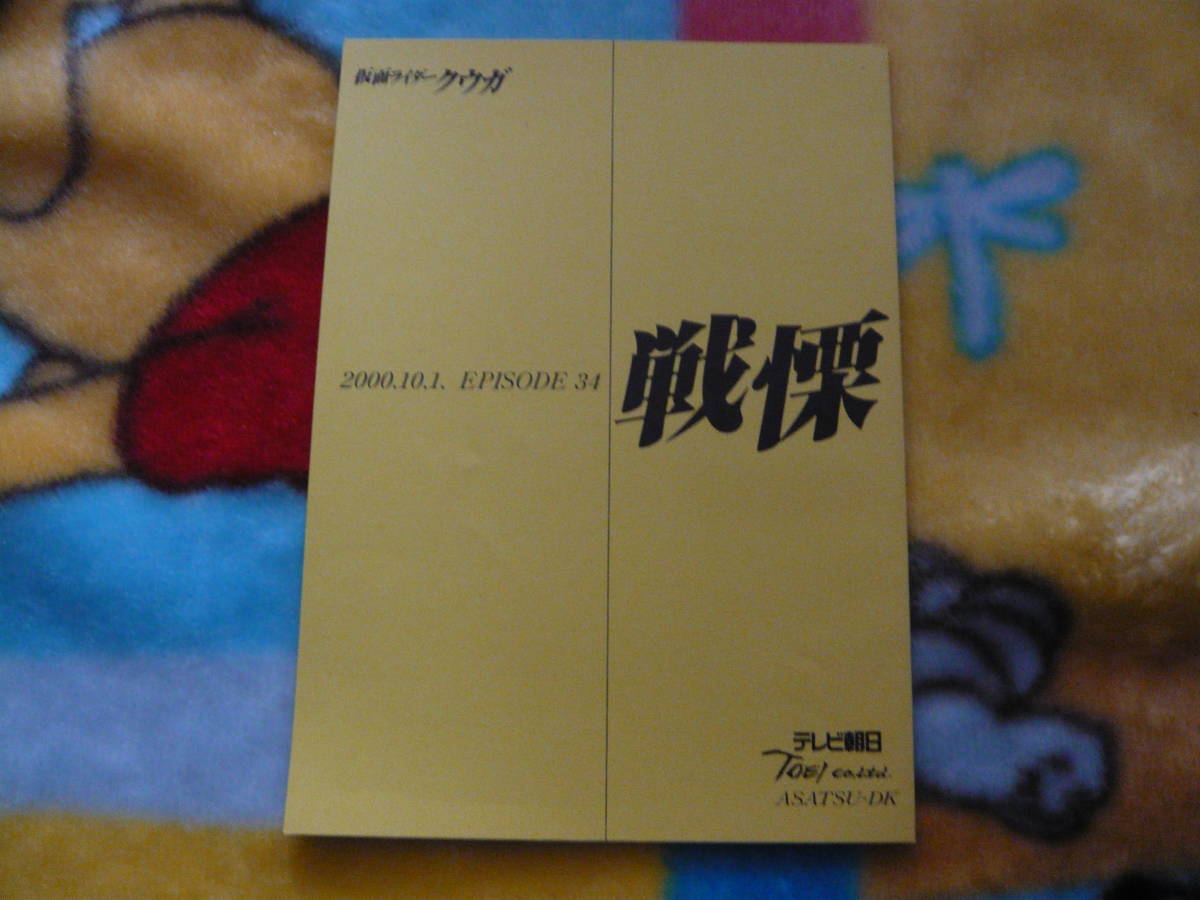 仮面ライダークウガ
2000.10.1. EPISODE 34
戦慄
テレビ朝日
TOEI co.,Ltd.
ASATSU-DK